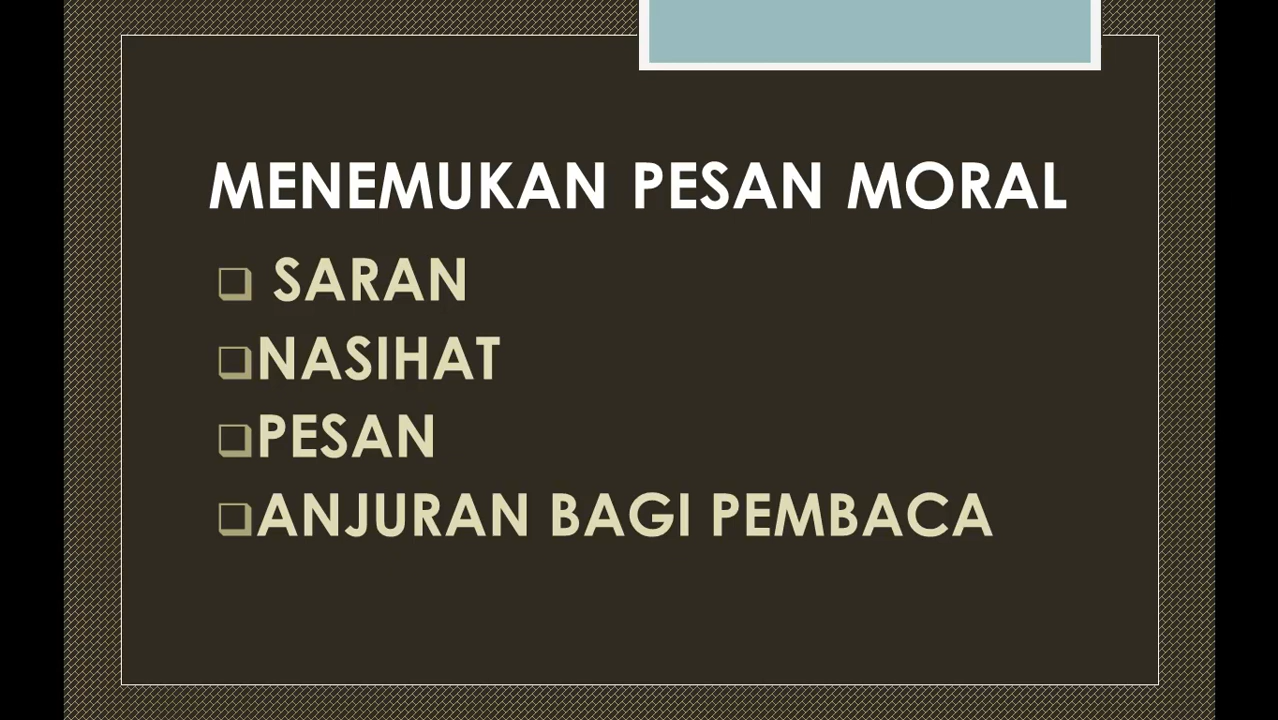 MENEMUKAN PESAN MORAL
SARAN
NASIHAT
PESAN
ANJURAN BAGI PEMBACA